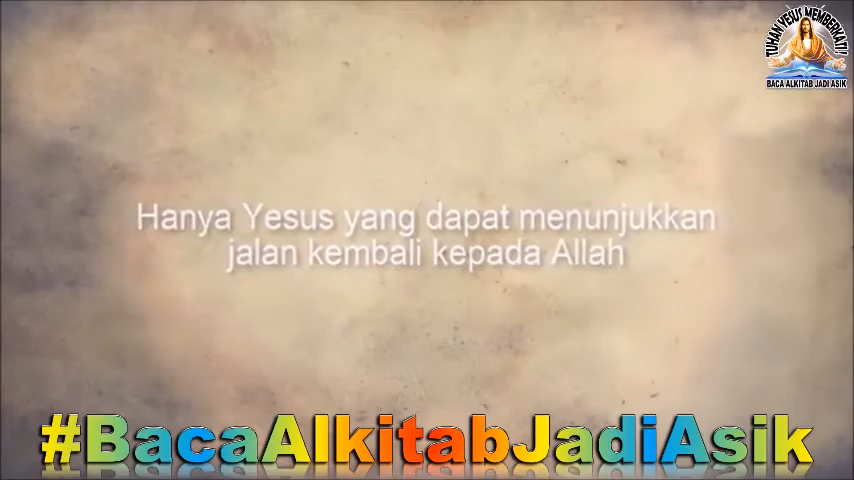 TUHAN YESUS MEMBERKATI!
BACA ALKITAB JADI ASIK
Hanya Yesus yang dapat menunjukkan
jalan kembali kepada Allah
#BacaAlkitabJadiAsik